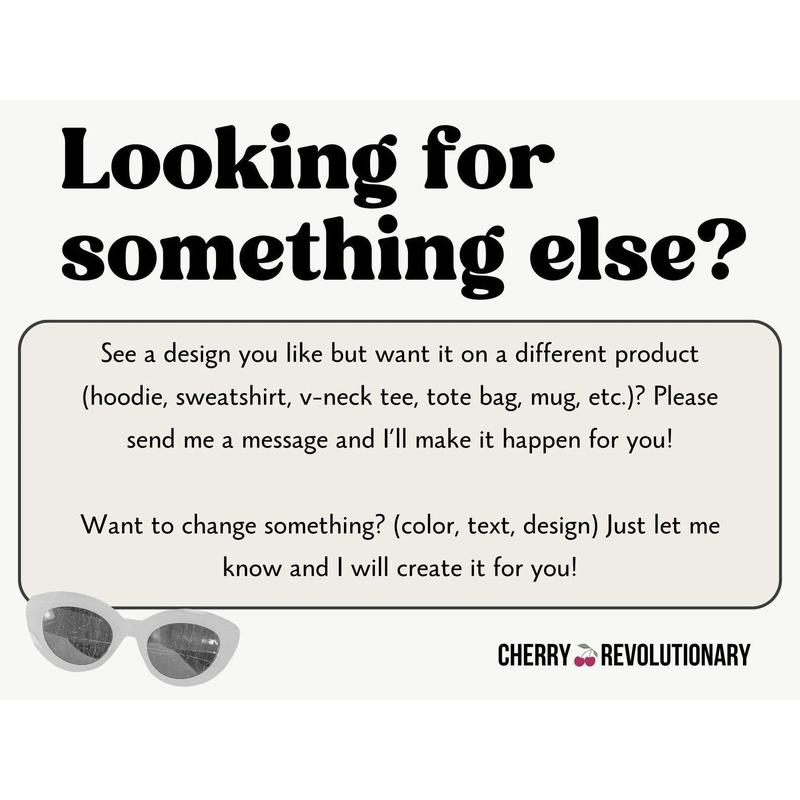 Looking for
something else?
See a design you like but want it on a different product
(hoodie, sweatshirt, v-neck tee, tote bag, mug, etc.)? Please
send me a message and I'll make it happen for you!
Want to change something? (color, text, design) Just let me
know and I will create it for you!
CHERRY REVOLUTIONARY